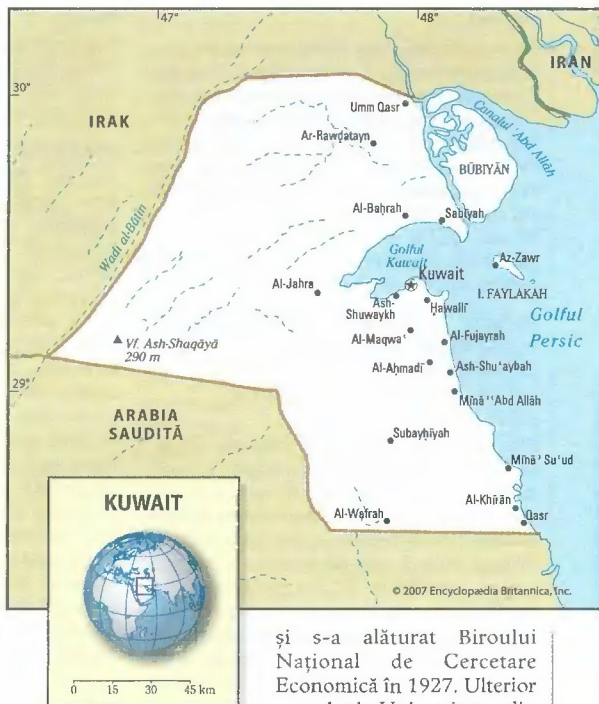 47°
48°
IRAN
30°
Umm Qasr
IRAK
Canalul 'Abd Allāh
Ar-Rawḍatayn
BŪBIYĀN
Wadi al-Bāṭin
Al-Baḥrah
Sabīyah
Golful
Kuwait
Az-Zawr
Kuwait
Al-Jahra
I. FAYLAKAH
Ash-
Shuwaykh
Ḥawallī
Golful
Persic
Al-Maqwa'
Al-Fujayrah
Vf. Ash-Shaqāyā
290 m
Al-Aḥmadī
Ash-Shu'aybah
29°
Mīnā' 'Abd Allāh
ARABIA
SAUDITĂ
Subayḥīyah
Mīnā' Su'ud
KUWAIT
Al-Khīrān
Al-Wafrah
Qasr
© 2007 Encyclopædia Britannica, Inc.
0 15 30 45 km
și s-a alăturat Biroului
Național de Cercetare
Economică în 1927. Ulterior